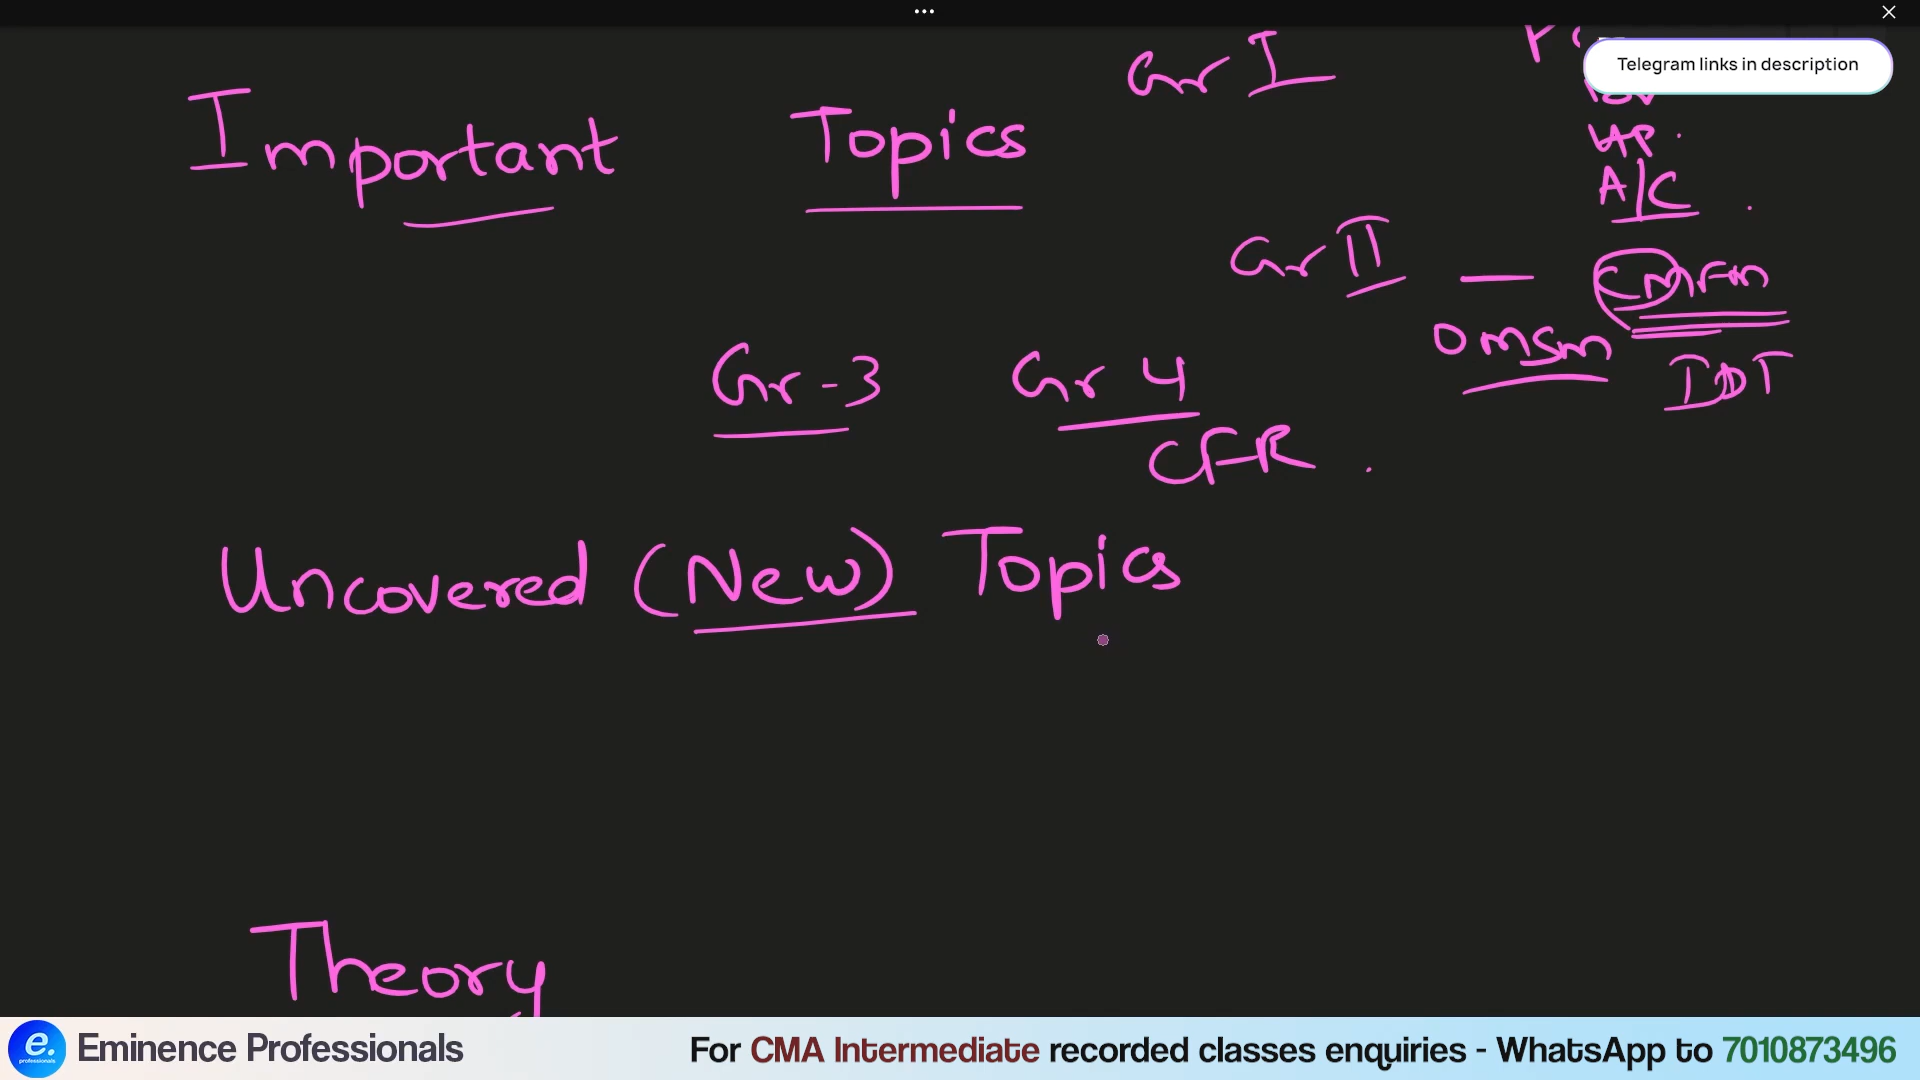 Gr I
Telegram links in description
Important Topics
A/C
Gr II - CMFM
OMSM
IDT
Gr-3 Gr 4
CFR.
Uncovered (New) Topics
Theory
e. professionals
Eminence Professionals
For CMA Intermediate recorded classes enquiries - WhatsApp to 7010873496